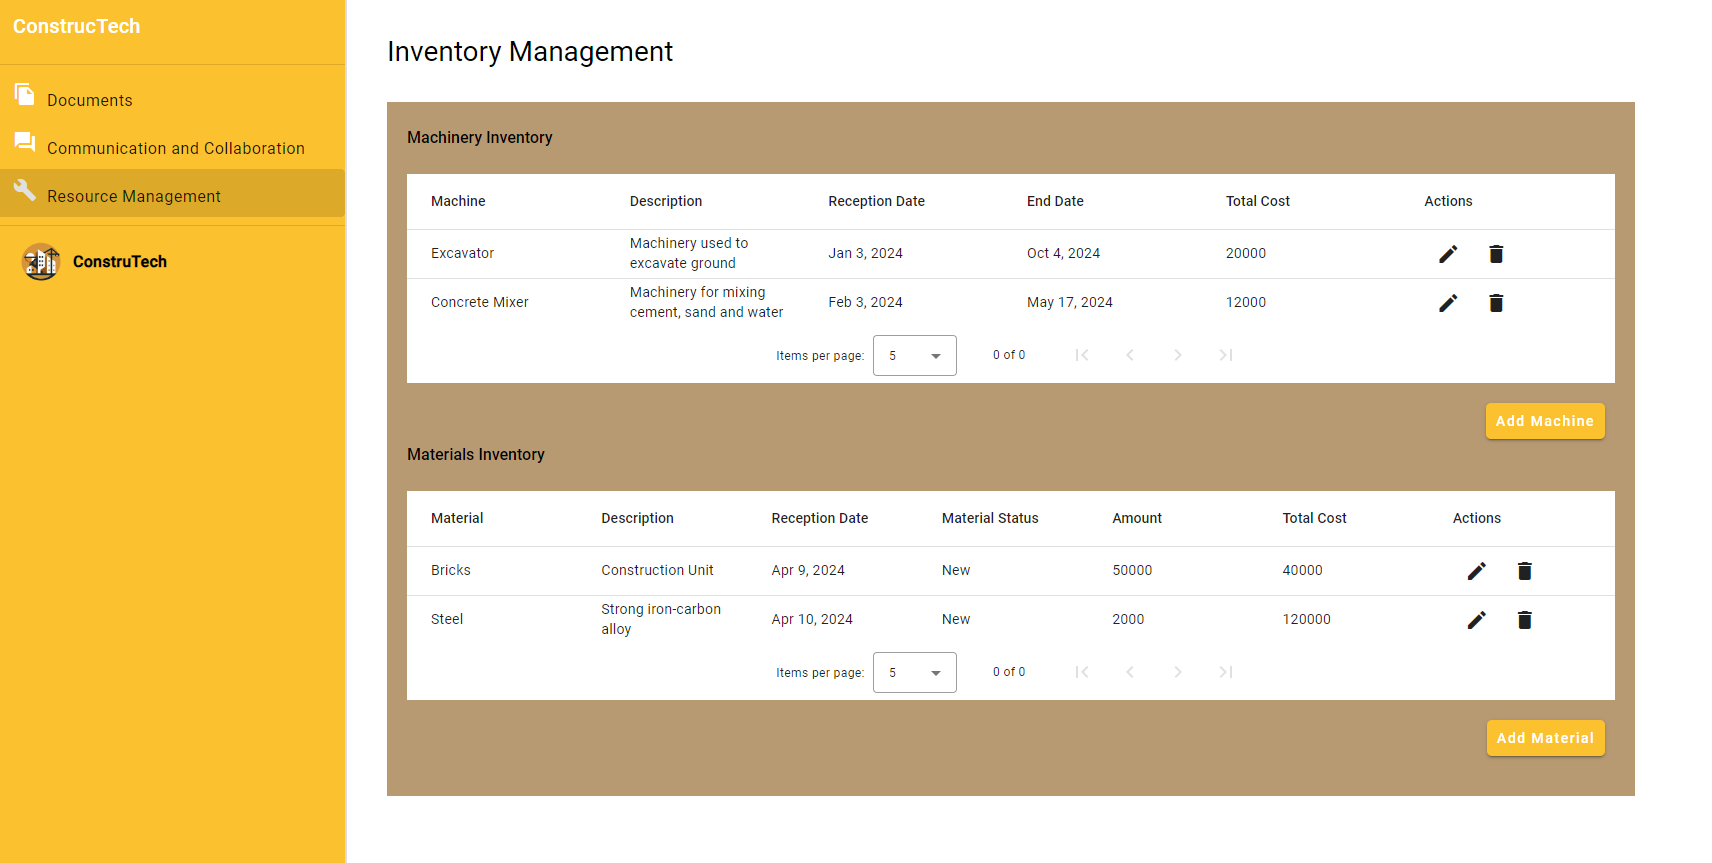 ConstrucTech
Documents
Communication and Collaboration
Resource Management
ConstruTech
Inventory Management
Machinery Inventory
Machine Description Reception Date End Date Total Cost Actions
Excavator Machinery used to excavate ground Jan 3, 2024 Oct 4, 2024 20000
Concrete Mixer Machinery for mixing cement, sand and water Feb 3, 2024 May 17, 2024 12000
Items per page: 5 0 of 0
Add Machine
Materials Inventory
Material Description Reception Date Material Status Amount Total Cost Actions
Bricks Construction Unit Apr 9, 2024 New 50000 40000
Steel Strong iron-carbon alloy Apr 10, 2024 New 2000 120000
Items per page: 5 0 of 0
Add Material